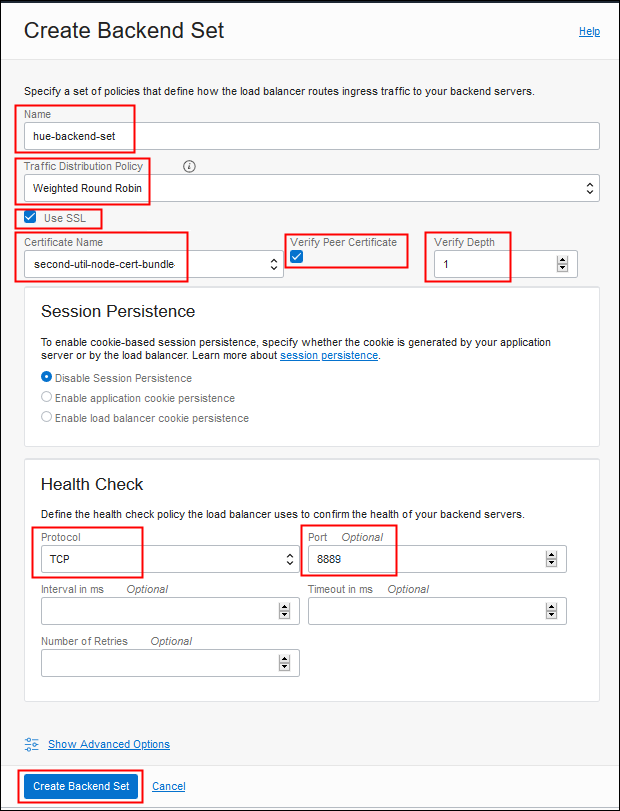 Create Backend Set
Help
Specify a set of policies that define how the load balancer routes ingress traffic to your backend servers.
Name
hue-backend-set
Traffic Distribution Policy
Weighted Round Robin
Use SSL
Certificate Name Verify Peer Certificate Verify Depth
second-util-node-cert-bundle 1
Session Persistence
To enable cookie-based session persistence, specify whether the cookie is generated by your application
server or by the load balancer. Learn more about session persistence.
Disable Session Persistence
Enable application cookie persistence
Enable load balancer cookie persistence
Health Check
Define the health check policy the load balancer uses to confirm the health of your backend servers.
Protocol Port Optional
TCP 8889
Interval in ms Optional Timeout in ms Optional
Number of Retries Optional
Show Advanced Options
Create Backend Set Cancel